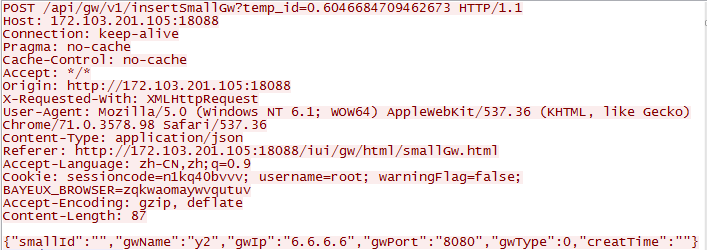 POST /api/gw/v1/insertSmallGw?temp_id=0.6046684709462673 HTTP/1.1
Host: 172.103.201.105:18088
Connection: keep-alive
Pragma: no-cache
Cache-Control: no-cache
Accept: */*
Origin: http://172.103.201.105:18088
X-Requested-With: XMLHttpRequest
User-Agent: Mozilla/5.0 (Windows NT 6.1; WOW64) AppleWebKit/537.36 (KHTML, like Gecko)
Chrome/71.0.3578.98 Safari/537.36
Content-Type: application/json
Referer: http://172.103.201.105:18088/iui/gw/html/smallGw.html
Accept-Language: zh-CN,zh;q=0.9
Cookie: sessioncode=n1kq40bvvv; username=root; warningFlag=false;
BAYEUX_BROWSER=zqkwaomaywvqutuv
Accept-Encoding: gzip, deflate
Content-Length: 87
{"smallId":"","gwName":"y2","gwIp":"6.6.6.6","gwPort":"8080","gwType":0,"creatTime":""}